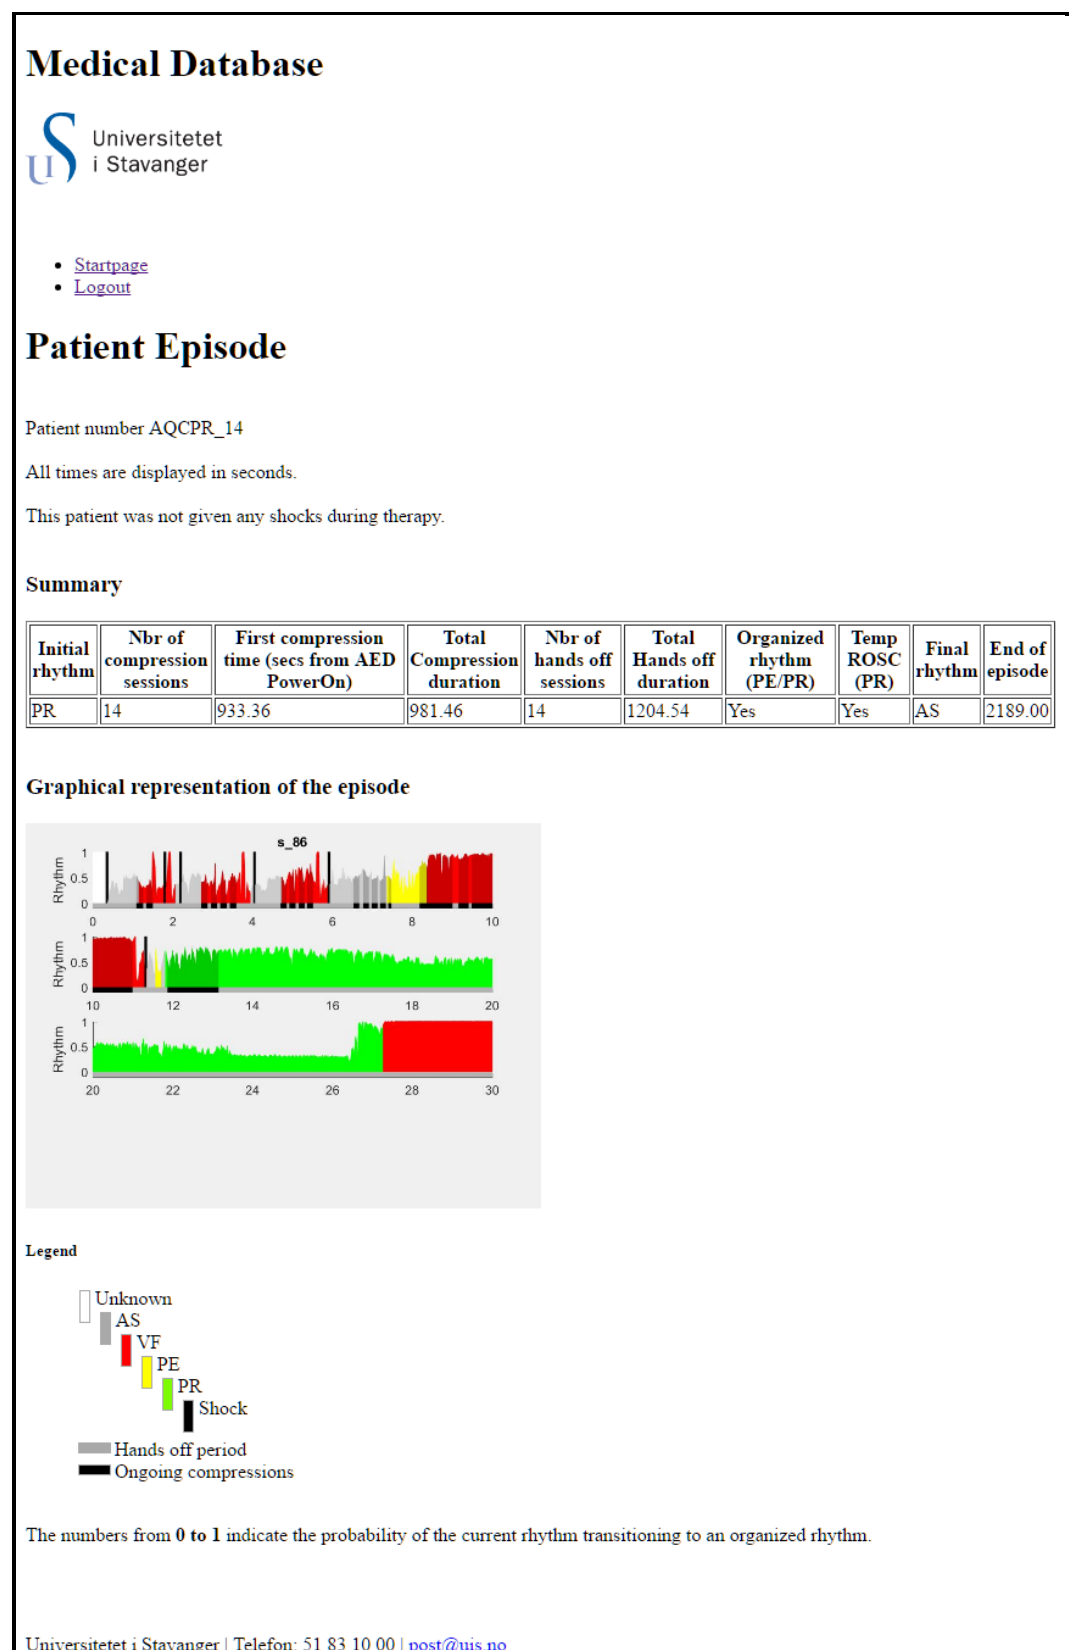 Medical Database
Universitetet
i Stavanger
Startpage
Logout
Patient Episode
Patient number AQCPR_14
All times are displayed in seconds.
This patient was not given any shocks during therapy.
Summary
Initial rhythm | Nbr of compression sessions | First compression time (secs from AED PowerOn) | Total Compression duration | Nbr of hands off sessions | Total Hands off duration | Organized rhythm (PE/PR) | Temp ROSC (PR) | Final rhythm | End of episode
PR | 14 | 933.36 | 981.46 | 14 | 1204.54 | Yes | Yes | AS | 2189.00
Graphical representation of the episode
s_86
Rhythm
1
0.5
0
0 2 4 6 8 10
Rhythm
1
0.5
0
10 12 14 16 18 20
Rhythm
1
0.5
0
20 22 24 26 28 30
Legend
Unknown
AS
VF
PE
PR
Shock
Hands off period
Ongoing compressions
The numbers from 0 to 1 indicate the probability of the current rhythm transitioning to an organized rhythm.
Universitetet i Stavanger | Telefon: 51 83 10 00 | post@uis.no